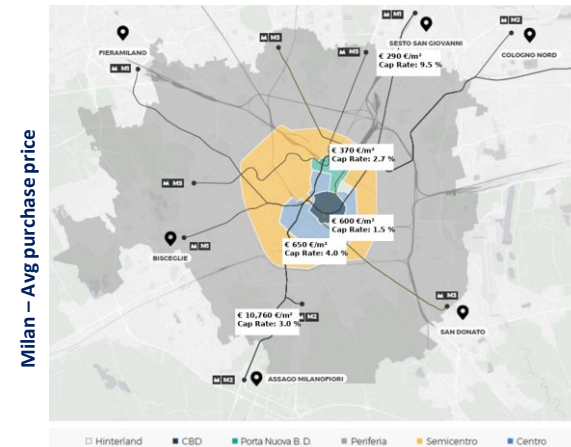 Milan – Avg purchase price
M1
M2
SESTO SAN GIOVANNI
COLOGNO NORD
FIERAMILANO
M3
M3
M1
€ 290 €/m²
Cap Rate: 9.5 %
€ 370 €/m²
Cap Rate: 2.7 %
M5
€ 600 €/m²
Cap Rate: 1.5 %
€ 650 €/m²
Cap Rate: 4.0 %
M1
BISCEGLIE
€ 10,760 €/m²
Cap Rate: 3.0 %
M2
M3
SAN DONATO
M2
ASSAGO MILANOFIORI
Hinterland
CBD
Porta Nuova B. D.
Periferia
Semicentro
Centro